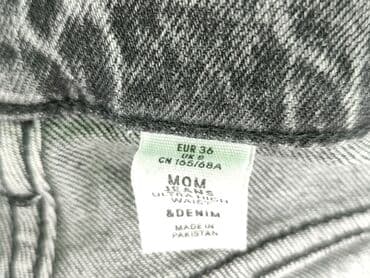 EUR 36
UK 8
CN 165/68A
MOM
JEANS
ULTRA HIGH
WAIST
&DENIM
MADE IN
PAKISTAN